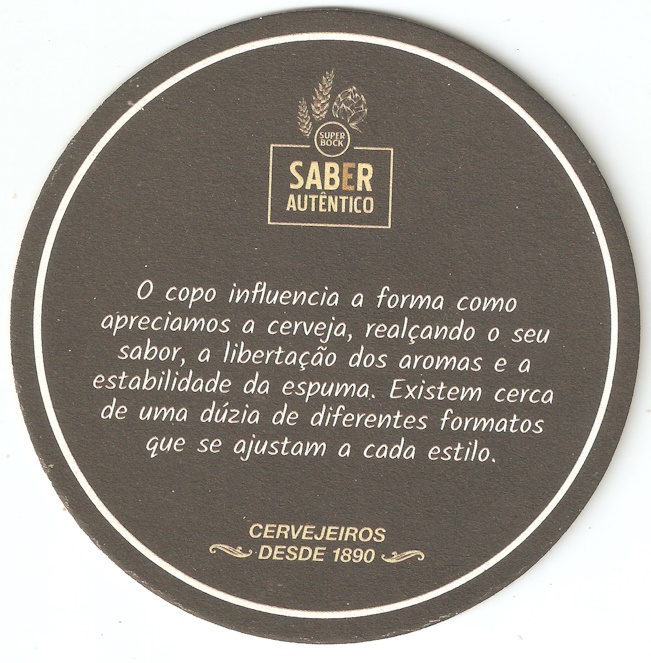 SUPER
BOCK
SABER
AUTÊNTICO
O copo influencia a forma como
apreciamos a cerveja, realçando o seu
sabor, a libertação dos aromas e a
estabilidade da espuma. Existem cerca
de uma dúzia de diferentes formatos
que se ajustam a cada estilo.
CERVEJEIROS
DESDE 1890